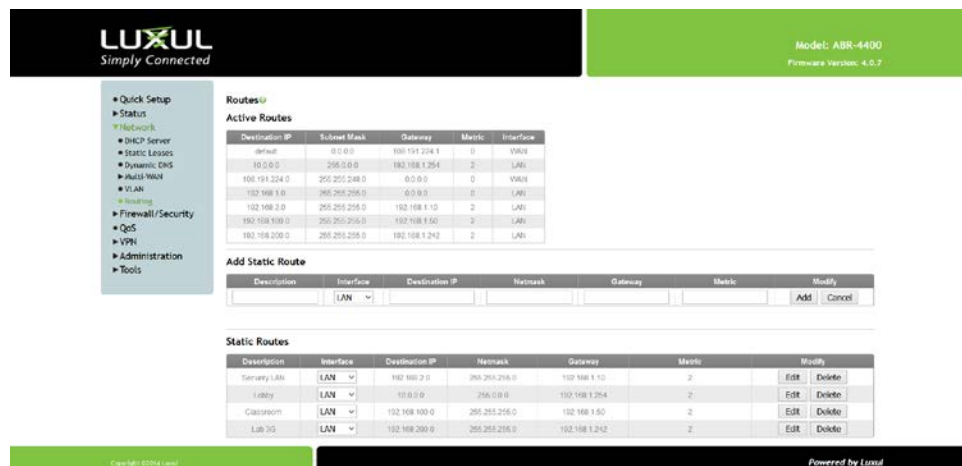 LUXUL
Simply Connected
Model: ABR-4400
Firmware Version: 4.0.7
Quick Setup
Status
Network
DHCP Server
Static Leases
Dynamic DNS
Multi-WAN
VLAN
Routing
Firewall/Security
QoS
VPN
Administration
Tools
Routes
Active Routes
Destination IP Subnet Mask Gateway Metric Interface
default 0.0.0.0 106.191.224.1 0 WAN
10.0.0.0 255.0.0.0 192.168.1.254 2 LAN
106.191.224.0 255.255.248.0 0.0.0.0 0 WAN
192.168.1.0 255.255.255.0 0.0.0.0 0 LAN
192.168.2.0 255.255.255.0 192.168.1.10 2 LAN
192.168.100.0 255.255.255.0 192.168.1.50 2 LAN
192.168.200.0 255.255.255.0 192.168.1.242 2 LAN
Add Static Route
Description Interface Destination IP Netmask Gateway Metric Modify
LAN Add Cancel
Static Routes
Description Interface Destination IP Netmask Gateway Metric Modify
Security LAN LAN 192.168.2.0 255.255.255.0 192.168.1.10 2 Edit Delete
Lobby LAN 10.0.0.0 255.0.0.0 192.168.1.254 2 Edit Delete
Classroom LAN 192.168.100.0 255.255.255.0 192.168.1.50 2 Edit Delete
Lab 3G LAN 192.168.200.0 255.255.255.0 192.168.1.242 2 Edit Delete
Copyright ©2014 Luxul
Powered by Luxul